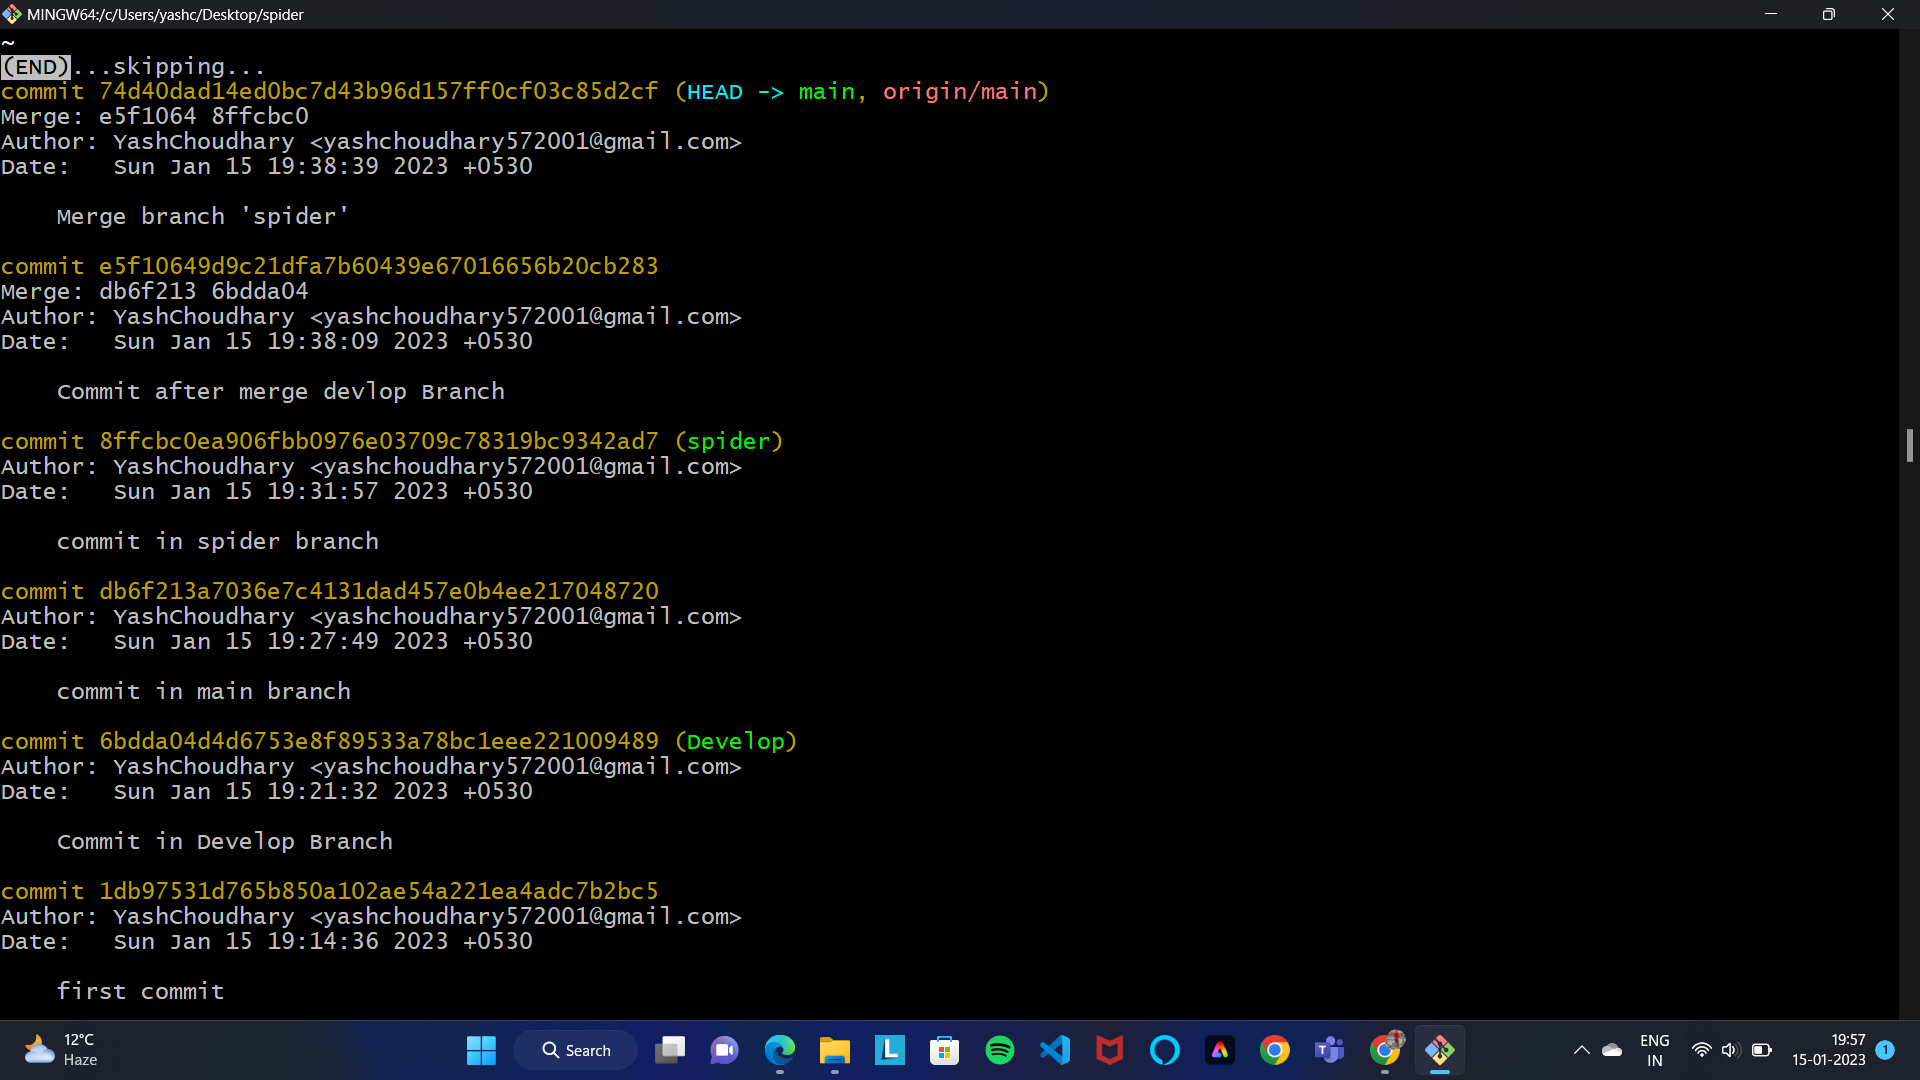 MINGW64:/c/Users/yashc/Desktop/spider
~
(END)...skipping...
commit 74d40dad14ed0bc7d43b96d157ff0cf03c85d2cf (HEAD -> main, origin/main)
Merge: e5f1064 8ffcbc0
Author: YashChoudhary <yashchoudhary572001@gmail.com>
Date:   Sun Jan 15 19:38:39 2023 +0530
    Merge branch 'spider'
commit e5f10649d9c21dfa7b60439e67016656b20cb283
Merge: db6f213 6bdda04
Author: YashChoudhary <yashchoudhary572001@gmail.com>
Date:   Sun Jan 15 19:38:09 2023 +0530
    Commit after merge devlop Branch
commit 8ffcbc0ea906fbb0976e03709c78319bc9342ad7 (spider)
Author: YashChoudhary <yashchoudhary572001@gmail.com>
Date:   Sun Jan 15 19:31:57 2023 +0530
    commit in spider branch
commit db6f213a7036e7c4131dad457e0b4ee217048720
Author: YashChoudhary <yashchoudhary572001@gmail.com>
Date:   Sun Jan 15 19:27:49 2023 +0530
    commit in main branch
commit 6bdda04d4d6753e8f89533a78bc1eee221009489 (Develop)
Author: YashChoudhary <yashchoudhary572001@gmail.com>
Date:   Sun Jan 15 19:21:32 2023 +0530
    Commit in Develop Branch
commit 1db97531d765b850a102ae54a221ea4adc7b2bc5
Author: YashChoudhary <yashchoudhary572001@gmail.com>
Date:   Sun Jan 15 19:14:36 2023 +0530
    first commit
12°C
Haze
Search
ENG
IN
19:57
15-01-2023
1